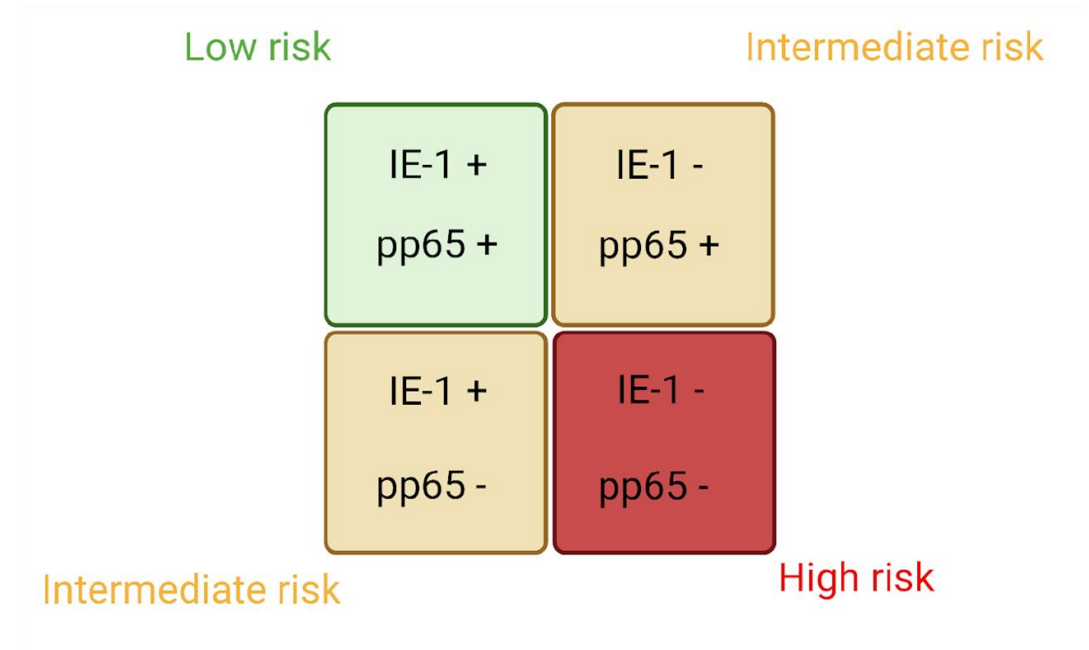 Low risk
Intermediate risk
IE-1 +
pp65 +
IE-1 -
pp65 +
IE-1 +
pp65 -
IE-1 -
pp65 -
Intermediate risk
High risk